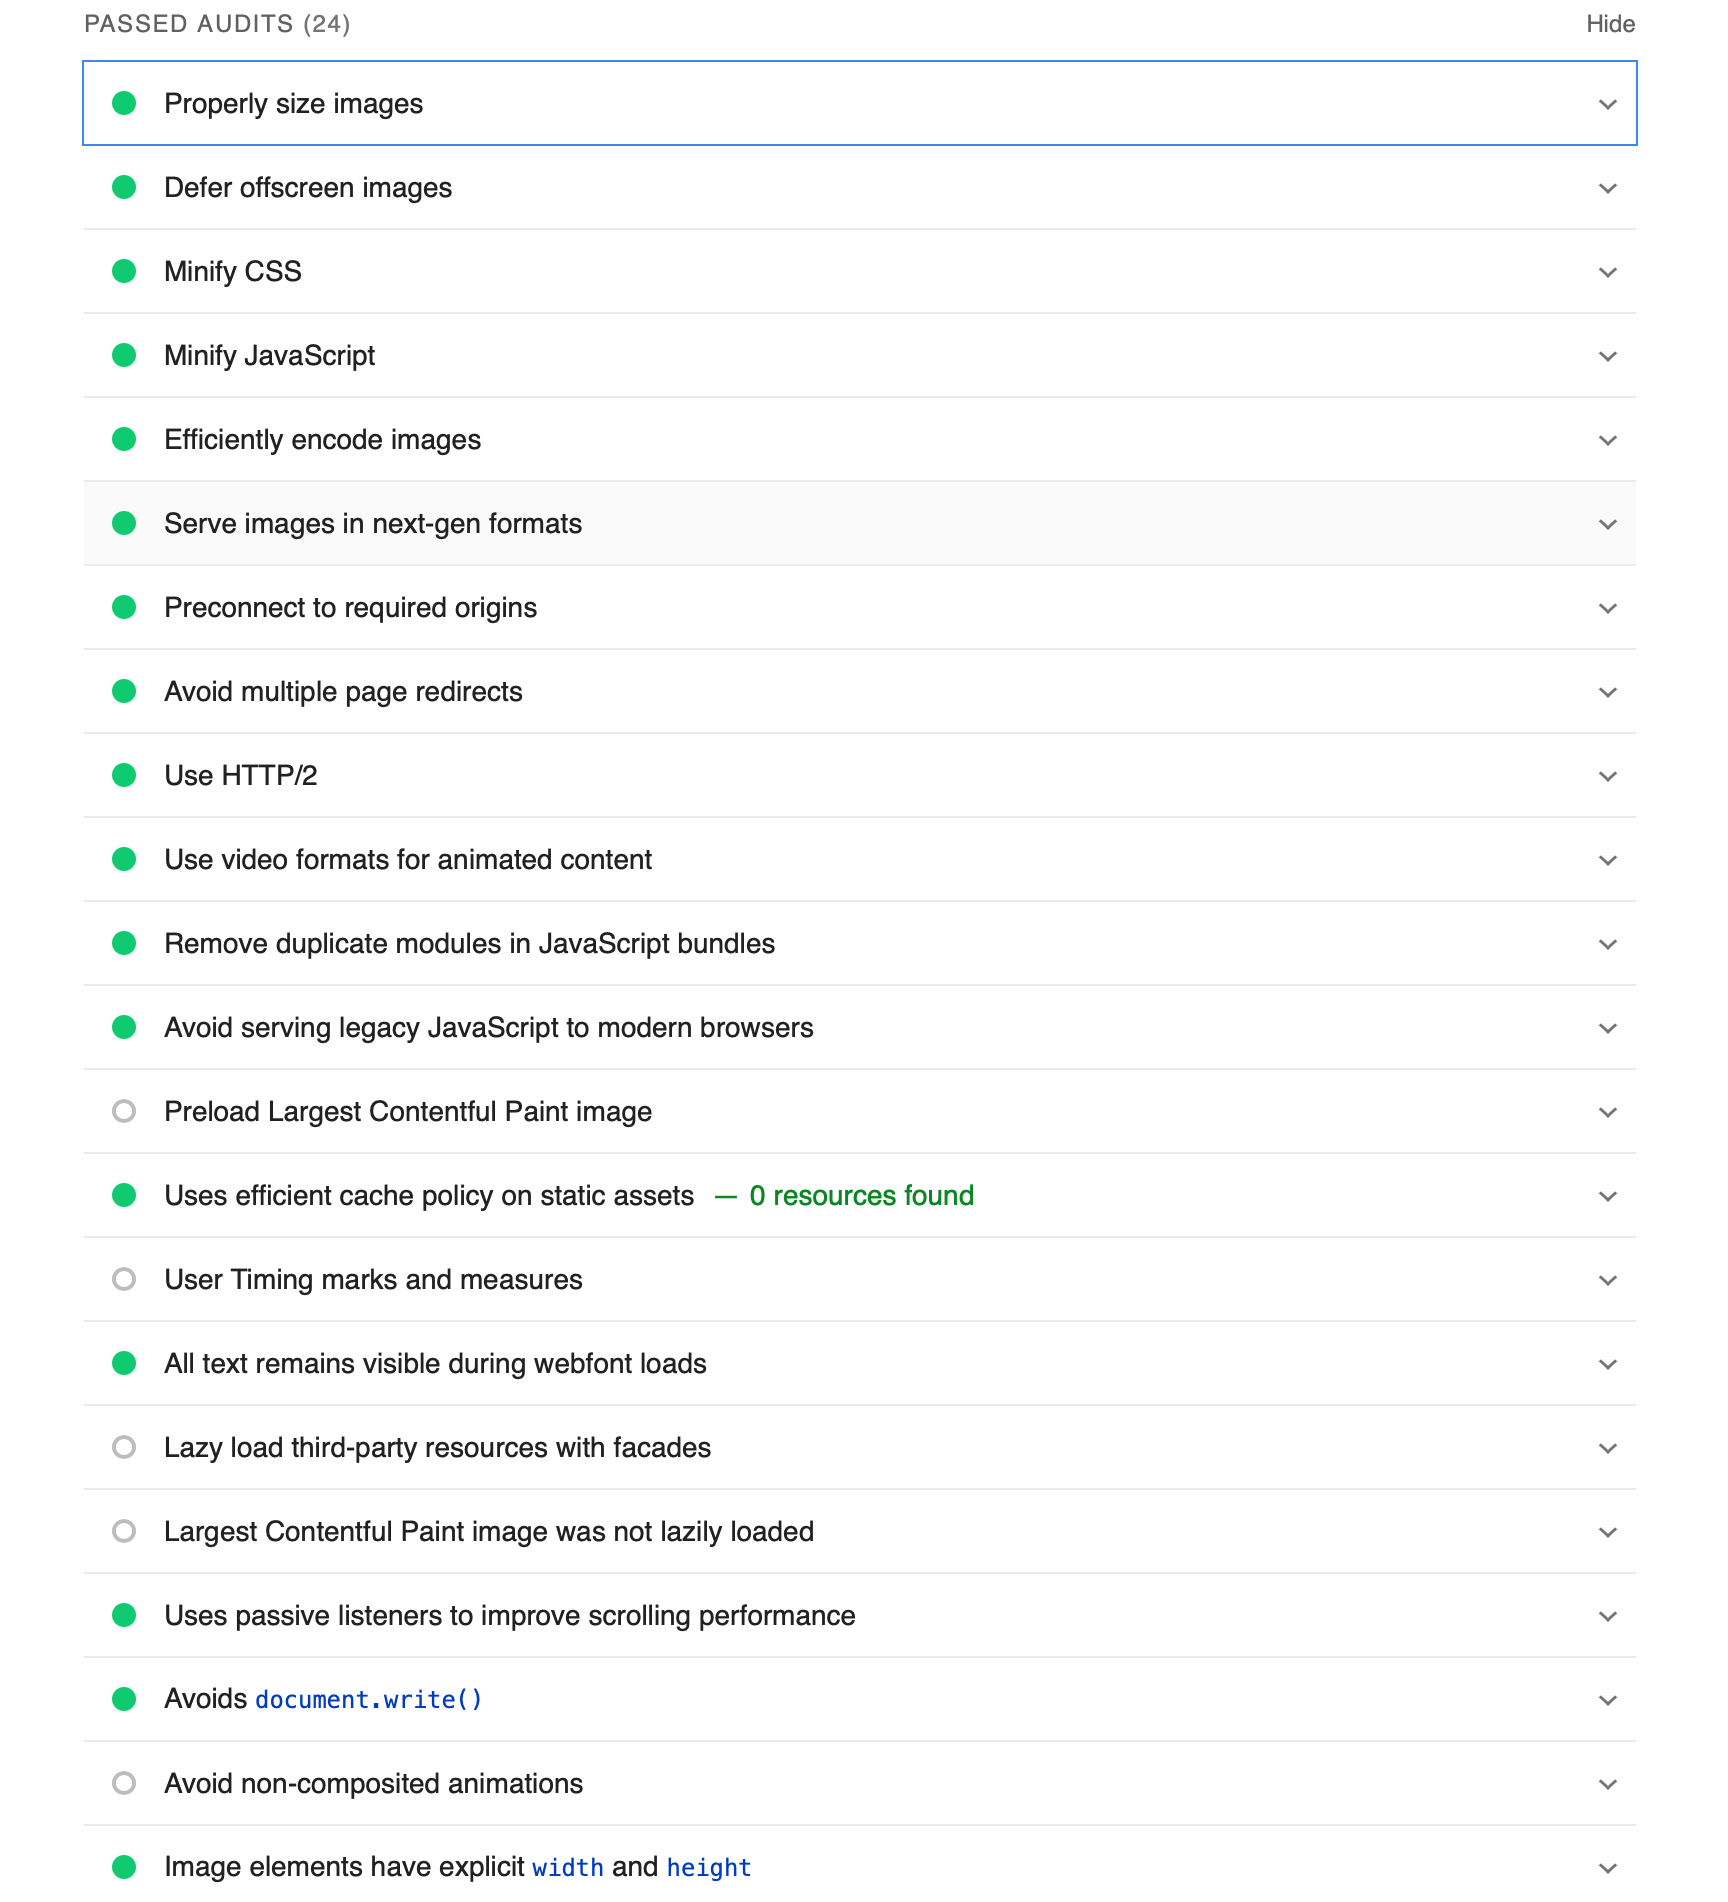 PASSED AUDITS (24) Hide
Properly size images
Defer offscreen images
Minify CSS
Minify JavaScript
Efficiently encode images
Serve images in next-gen formats
Preconnect to required origins
Avoid multiple page redirects
Use HTTP/2
Use video formats for animated content
Remove duplicate modules in JavaScript bundles
Avoid serving legacy JavaScript to modern browsers
Preload Largest Contentful Paint image
Uses efficient cache policy on static assets — 0 resources found
User Timing marks and measures
All text remains visible during webfont loads
Lazy load third-party resources with facades
Largest Contentful Paint image was not lazily loaded
Uses passive listeners to improve scrolling performance
Avoids document.write()
Avoid non-composited animations
Image elements have explicit width and height